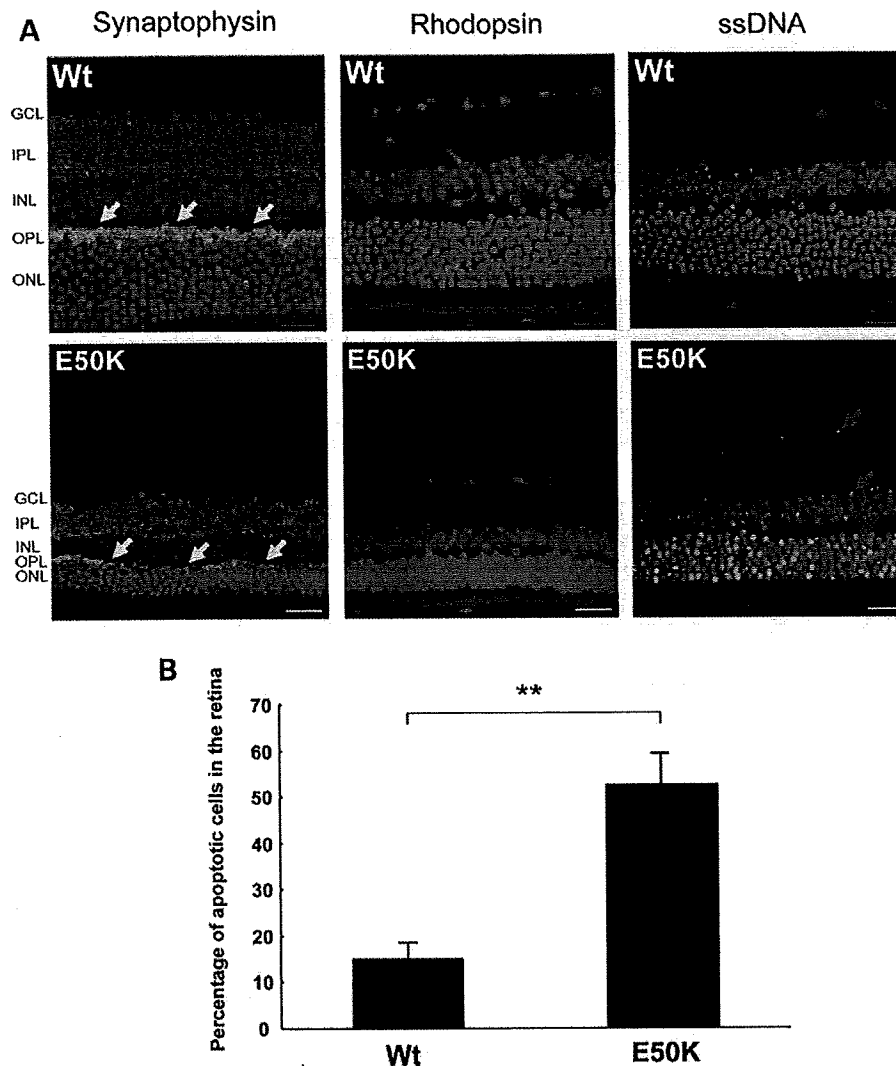 A
Synaptophysin
Rhodopsin
ssDNA
Wt
Wt
Wt
GCL
IPL
INL
OPL
ONL
E50K
E50K
E50K
GCL
IPL
INL
OPL
ONL
B
Percentage of apoptotic cells in the retina
70
60
50
40
30
20
10
0
**
Wt
E50K